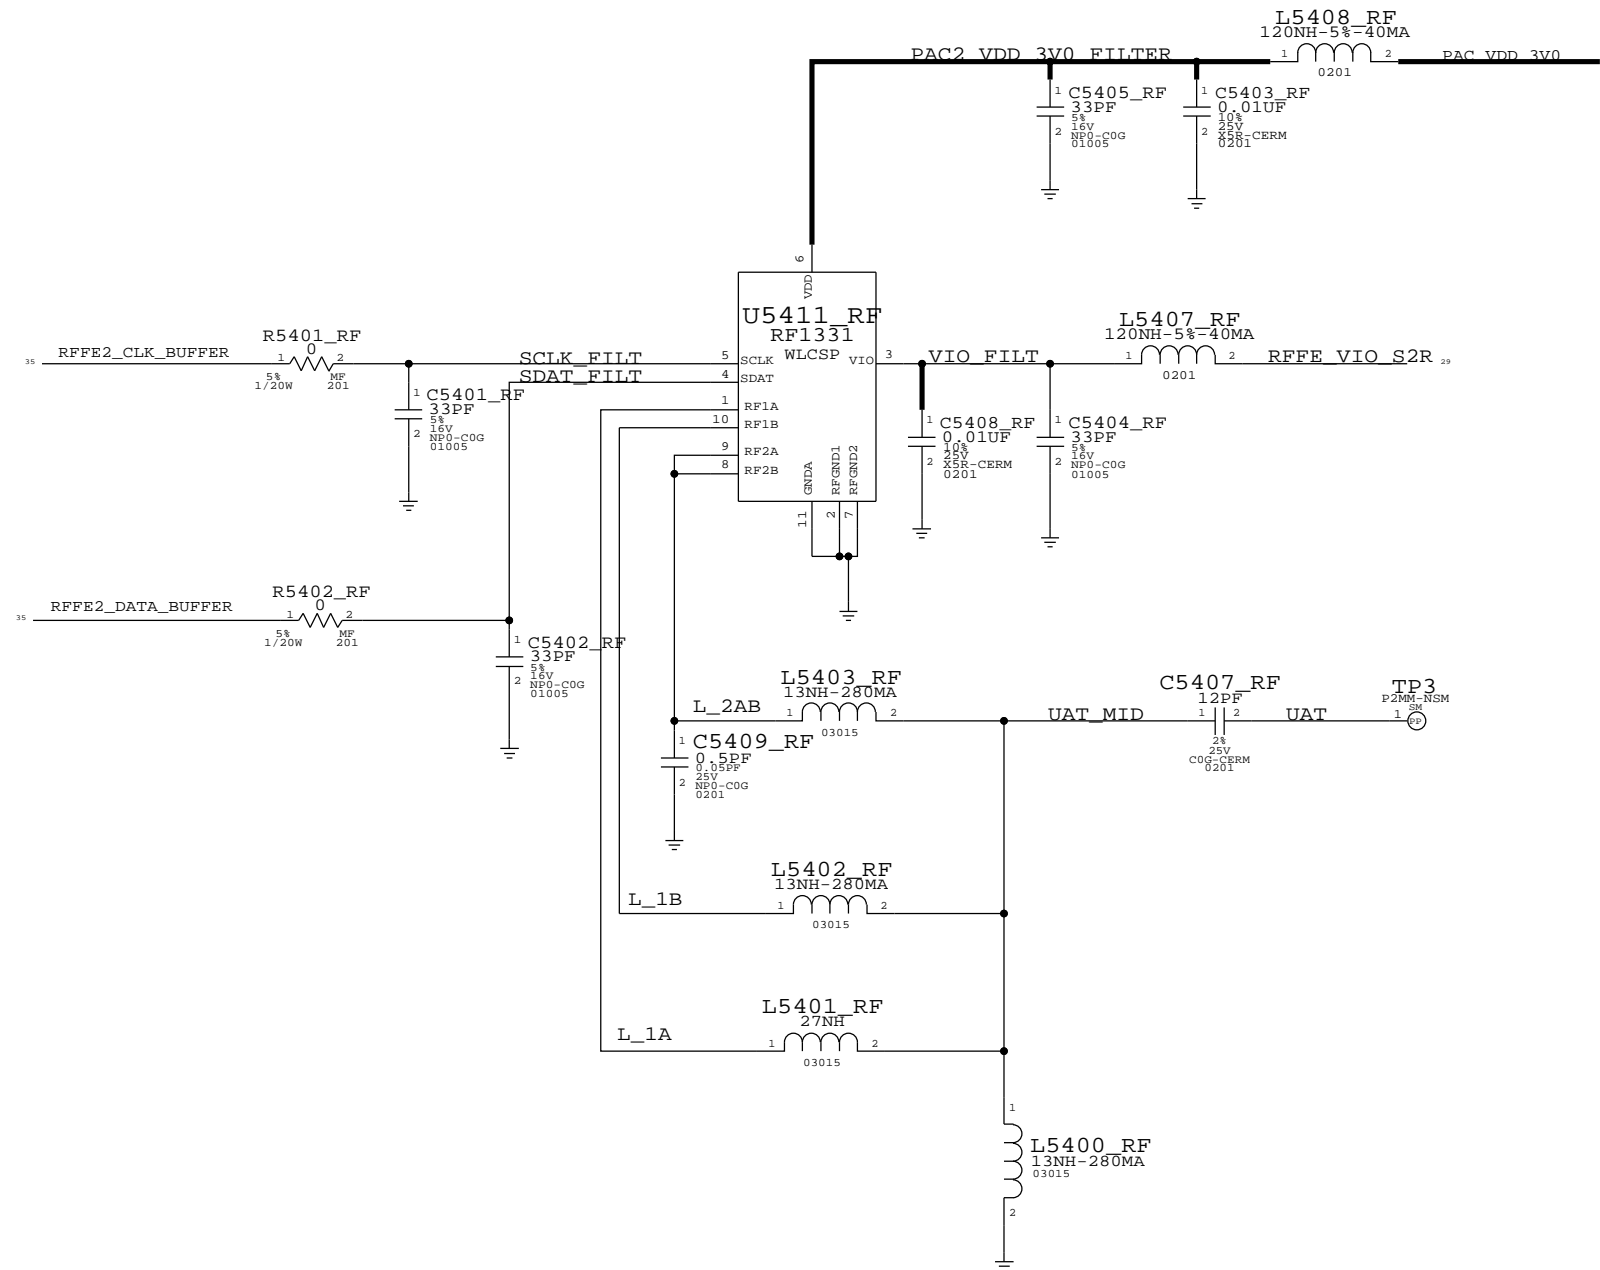 L5408_RF
120NH-5%-40MA
PAC2_VDD_3V0_FILTER
1
2
PAC_VDD_3V0
0201
1
C5405_RF
33PF
5%
16V
NP0-C0G
01005
2
1
C5403_RF
0.01UF
10%
25V
X5R-CERM
0201
2
6
VDD
U5411_RF
RF1331
WLCSP
R5401_RF
0
35
RFFE2_CLK_BUFFER
1
2
5%
1/20W
MF
201
SCLK_FILT
5
SCLK
SDAT_FILT
4
SDAT
VIO
3
VIO_FILT
L5407_RF
120NH-5%-40MA
1
2
0201
RFFE_VIO_S2R
29
1
C5401_RF
33PF
5%
16V
NP0-C0G
01005
2
1
RF1A
10
RF1B
9
RF2A
8
RF2B
GNDA
RFGND1
RFGND2
11
2
7
1
C5408_RF
0.01UF
10%
25V
X5R-CERM
0201
2
1
C5404_RF
33PF
5%
16V
NP0-C0G
01005
2
R5402_RF
0
35
RFFE2_DATA_BUFFER
1
2
5%
1/20W
MF
201
1
C5402_RF
33PF
5%
16V
NP0-C0G
01005
2
L5403_RF
13NH-280MA
L_2AB
1
2
03015
UAT_MID
C5407_RF
12PF
1
2
2%
25V
C0G-CERM
0201
UAT
TP3
P2MM-NSM
SM
1
PP
1
C5409_RF
0.5PF
0.05PF
25V
NP0-C0G
0201
2
L5402_RF
13NH-280MA
L_1B
1
2
03015
L5401_RF
27NH
L_1A
1
2
03015
1
L5400_RF
13NH-280MA
03015
2